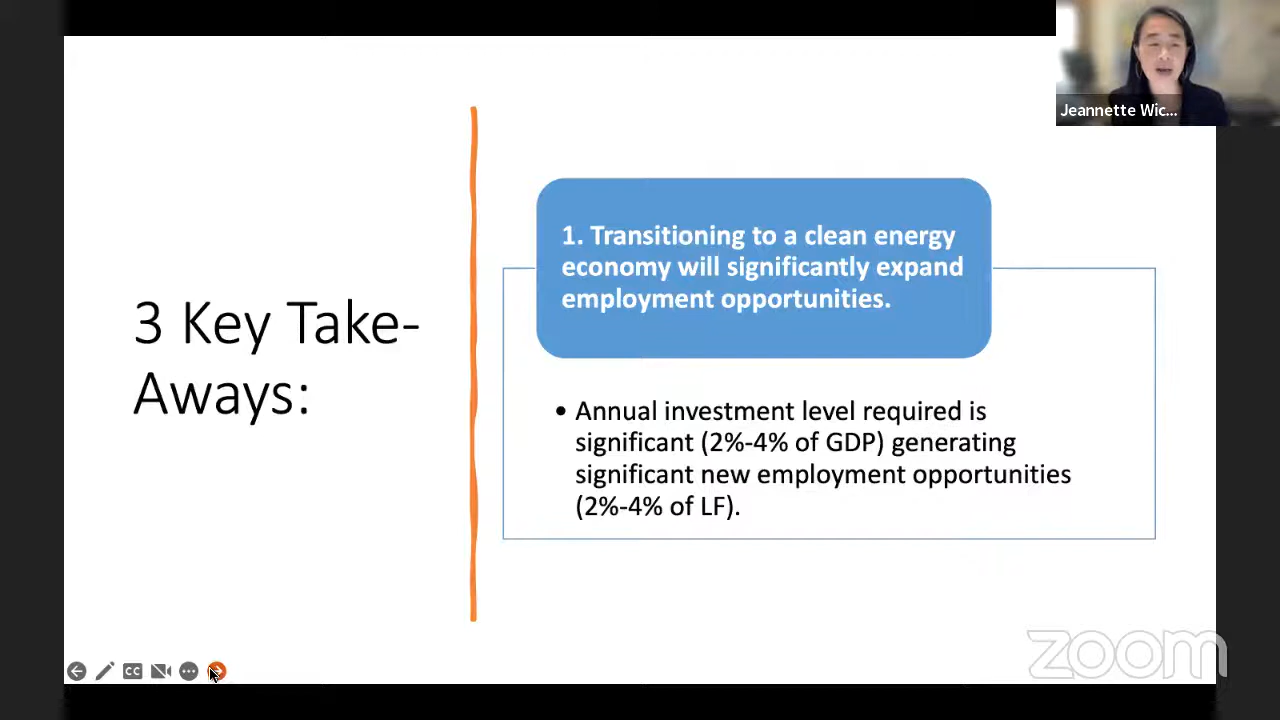 Jeannette Wic...
1. Transitioning to a clean energy
economy will significantly expand
employment opportunities.
3 Key Take-
Aways:
• Annual investment level required is
significant (2%-4% of GDP) generating
significant new employment opportunities
(2%-4% of LF).
CC
zoom